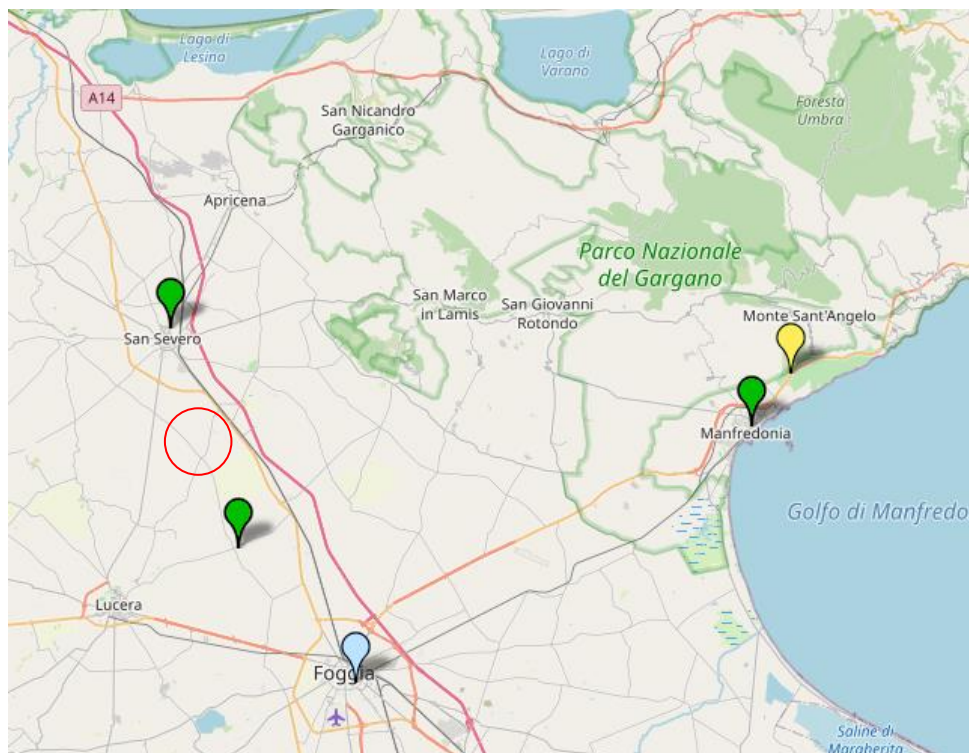 Lago di
Lesina
Lago di
Varano
A14
Foresta
Umbra
San Nicandro
Garganico
Apricena
Parco Nazionale
del Gargano
San Marco
in Lamis
San Giovanni
Rotondo
Monte Sant'Angelo
San Severo
Manfredonia
Golfo di Manfredo
Lucera
Foggia
Saline di
Margherita